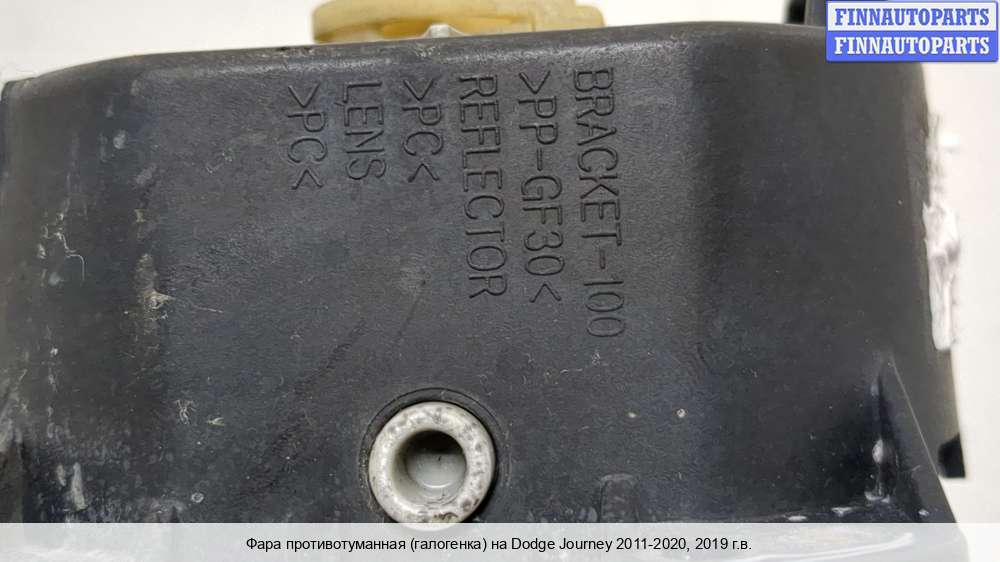 FINNAUTOPARTS
FINNAUTOPARTS
BRACKET-100
>PP-GF30<
REFLECTOR
>PC<
LENS
>PC<
Фара противотуманная (галогенка) на Dodge Journey 2011-2020, 2019 г.в.